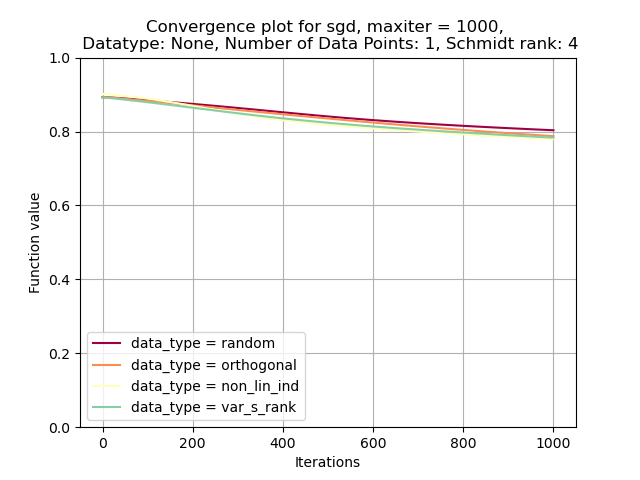 Convergence plot for sgd, maxiter = 1000,
Datatype: None, Number of Data Points: 1, Schmidt rank: 4
1.0
0.8
0.6
0.4
0.2
0.0
Function value
data_type = random
data_type = orthogonal
data_type = non_lin_ind
data_type = var_s_rank
0 200 400 600 800 1000
Iterations